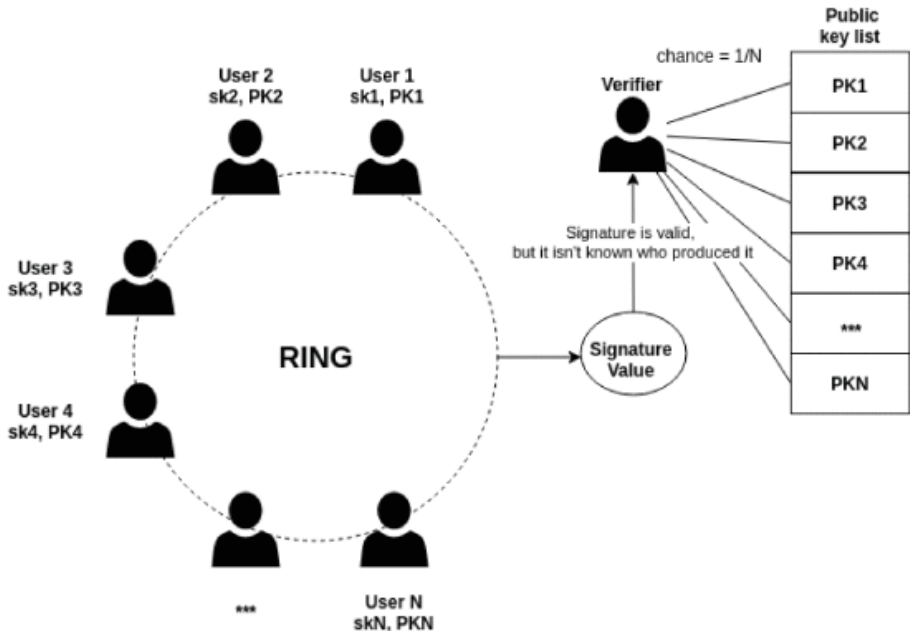 Public
key list
chance = 1/N
User 2
sk2, PK2
User 1
sk1, PK1
Verifier
PK1
PK2
PK3
PK4
***
PKN
Signature is valid,
but it isn't known who produced it
User 3
sk3, PK3
RING
Signature
Value
User 4
sk4, PK4
***
User N
skN, PKN